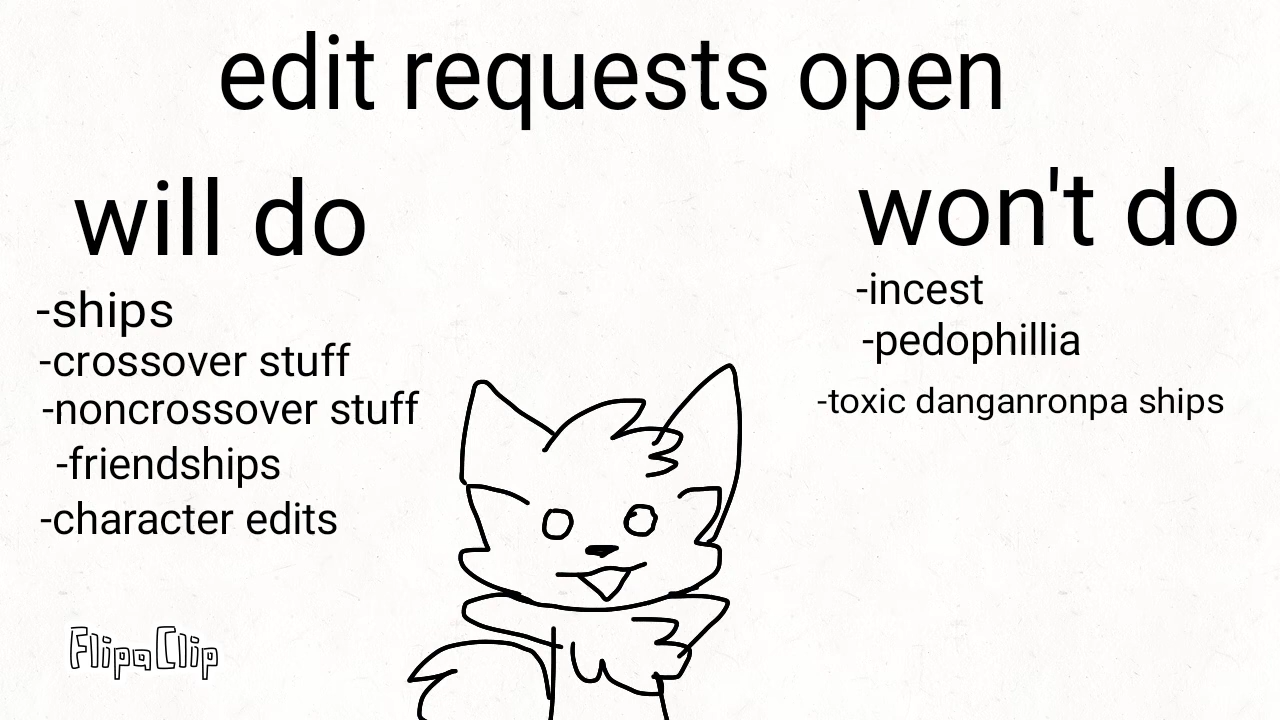 edit requests open
will do
-ships
-crossover stuff
-noncrossover stuff
-friendships
-character edits
won't do
-incest
-pedophillia
-toxic danganronpa ships
FlipaClip